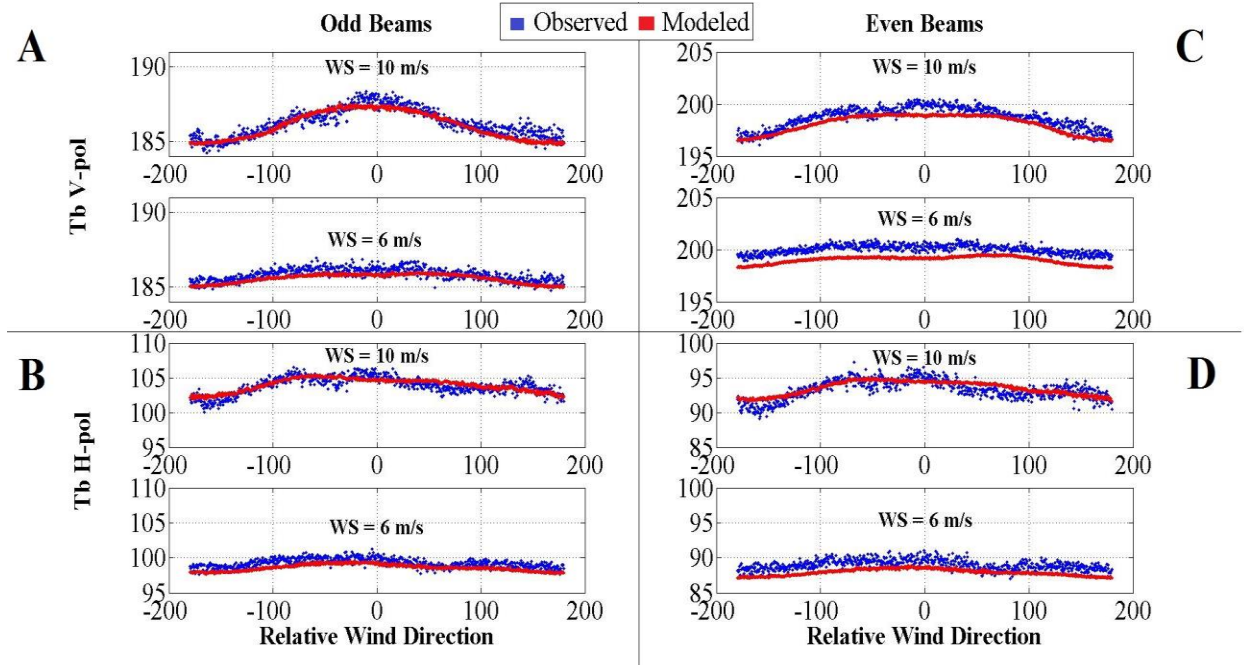 Observed Modeled
Odd Beams
Even Beams
A
C
Tb V-pol
WS = 10 m/s
190
185
-200 -100 0 100 200
WS = 6 m/s
190
185
-200 -100 0 100 200
WS = 10 m/s
205
200
195
-200 -100 0 100 200
WS = 6 m/s
205
200
195
-200 -100 0 100 200
B
D
Tb H-pol
WS = 10 m/s
110
105
100
95
-200 -100 0 100 200
WS = 6 m/s
110
105
100
95
-200 -100 0 100 200
Relative Wind Direction
WS = 10 m/s
100
95
90
85
-200 -100 0 100 200
WS = 6 m/s
100
95
90
85
-200 -100 0 100 200
Relative Wind Direction